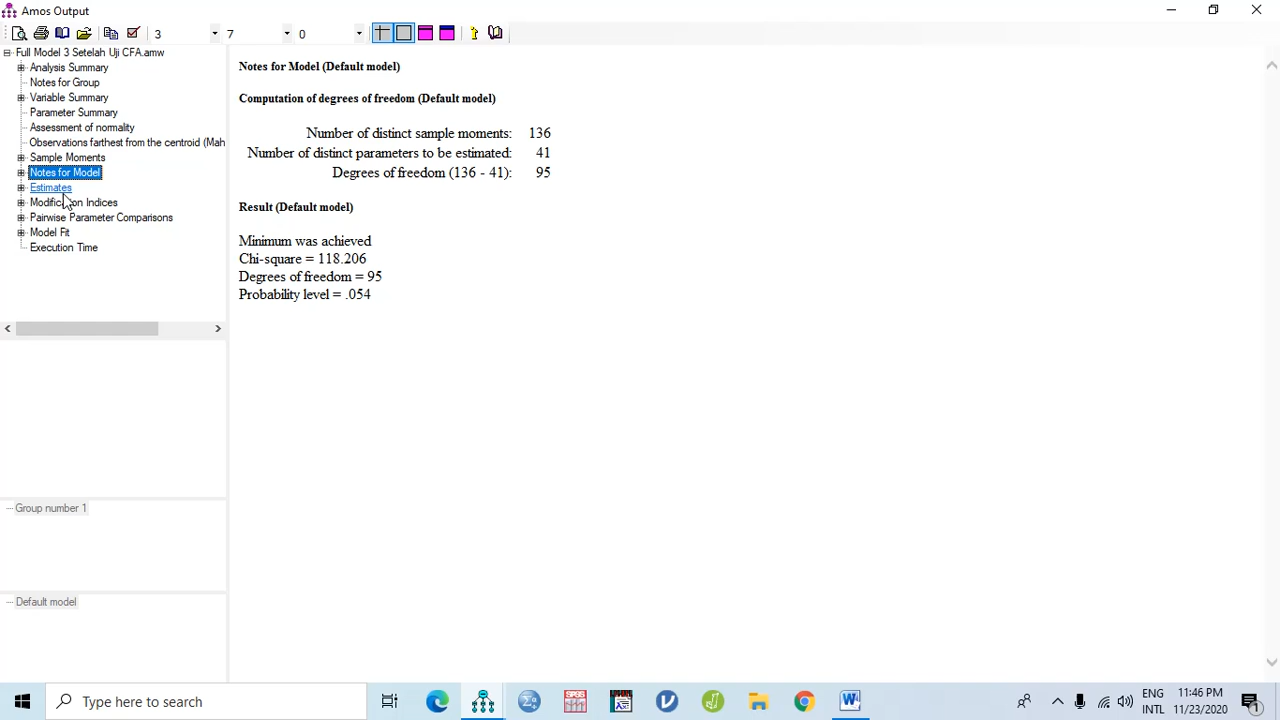 Amos Output
3 7 0
Full Model 3 Setelah Uji CFA.amw
Analysis Summary
Notes for Group
Variable Summary
Parameter Summary
Assessment of normality
Observations farthest from the centroid (Mah
Sample Moments
Notes for Model
Estimates
Modification Indices
Pairwise Parameter Comparisons
Model Fit
Execution Time
Group number 1
Default model
Notes for Model (Default model)
Computation of degrees of freedom (Default model)
Number of distinct sample moments: 136
Number of distinct parameters to be estimated: 41
Degrees of freedom (136 - 41): 95
Result (Default model)
Minimum was achieved
Chi-square = 118.206
Degrees of freedom = 95
Probability level = .054
Type here to search
ENG
INTL
11:46 PM
11/23/2020